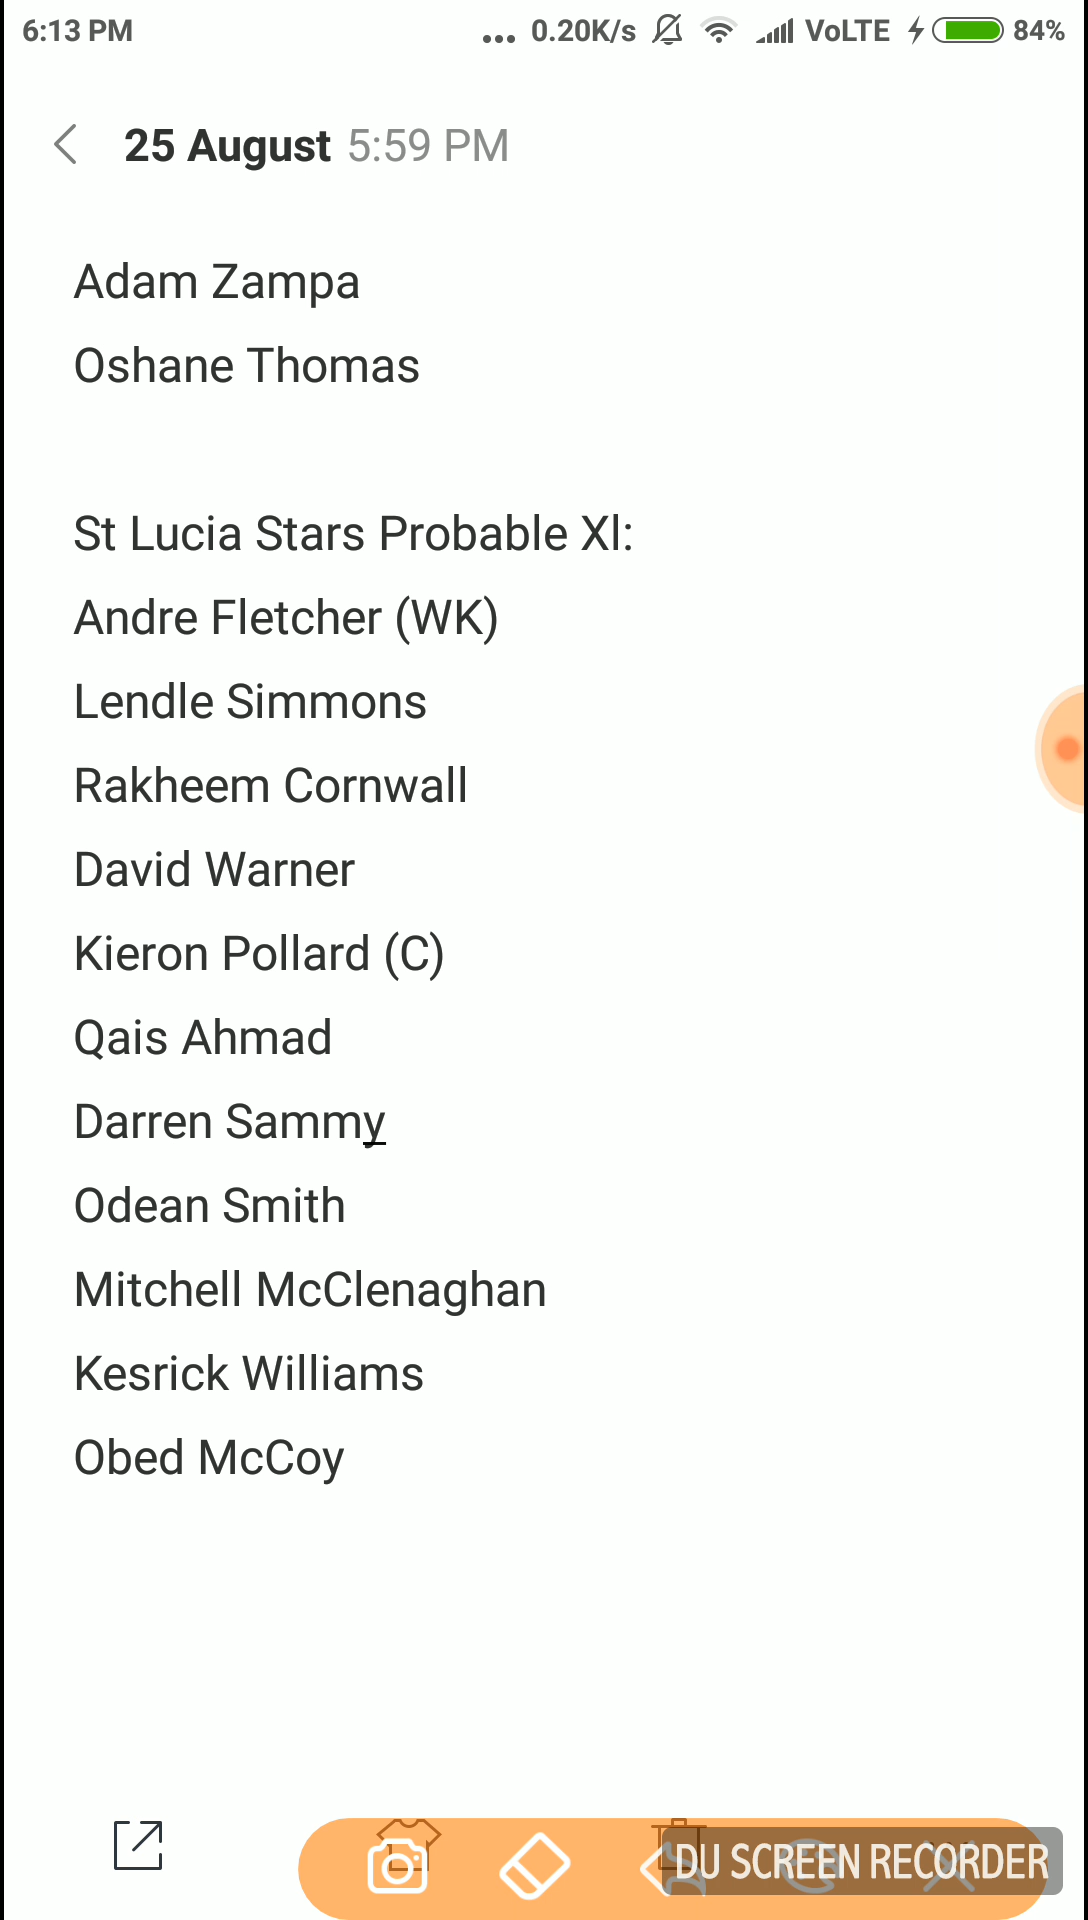 6:13 PM ... 0.20K/s VoLTE 84%
25 August 5:59 PM
Adam Zampa
Oshane Thomas
St Lucia Stars Probable Xl:
Andre Fletcher (WK)
Lendle Simmons
Rakheem Cornwall
David Warner
Kieron Pollard (C)
Qais Ahmad
Darren Sammy
Odean Smith
Mitchell McClenaghan
Kesrick Williams
Obed McCoy
DU SCREEN RECORDER